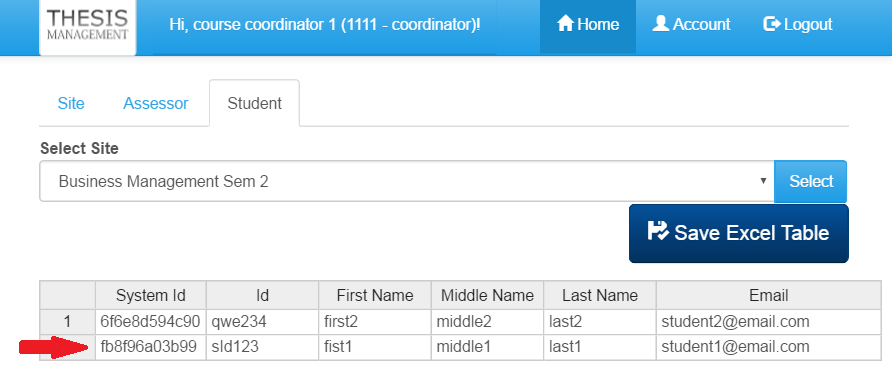 THESIS
MANAGEMENT
Hi, course coordinator 1 (1111 - coordinator)!
Home
Account
Logout
Site
Assessor
Student
Select Site
Business Management Sem 2
Select
Save Excel Table
System Id Id First Name Middle Name Last Name Email
1 6f6e8d594c90 qwe234 first2 middle2 last2 student2@email.com
fb8f96a03b99 sld123 fist1 middle1 last1 student1@email.com